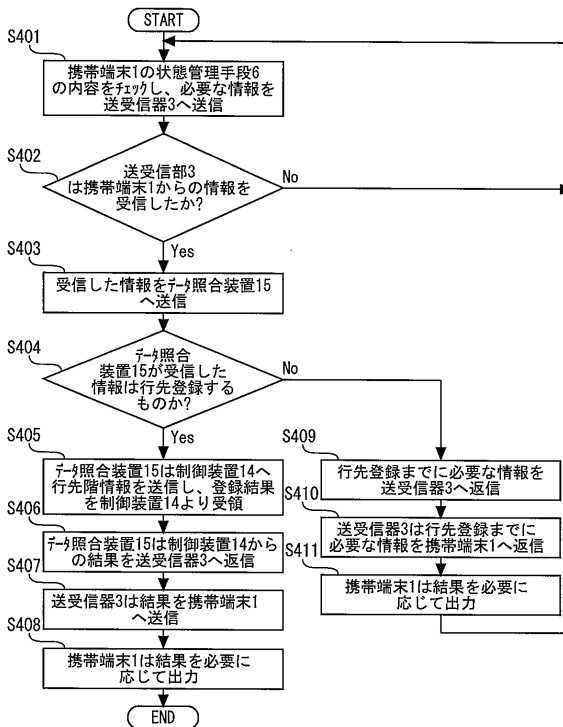 START
S401
携帯端末1の状態管理手段6
の内容をチェックし、必要な情報を
送受信器3へ送信
S402
送受信部3
は携帯端末1からの情報を
受信したか?
No
Yes
S403
受信した情報をデータ照合装置15
へ送信
S404
データ照合
装置15が受信した
情報は行先登録する
ものか?
No
Yes
S405
データ照合装置15は制御装置14へ
行先階情報を送信し、登録結果
を制御装置14より受領
S406
データ照合装置15は制御装置14から
の結果を送受信器3へ返信
S407
送受信器3は結果を携帯端末1
へ送信
S408
携帯端末1は結果を必要に
応じて出力
END
S409
行先登録までに必要な情報を
送受信器3へ返信
S410
送受信器3は行先登録までに
必要な情報を携帯端末1へ返信
S411
携帯端末1は結果を必要に
応じて出力